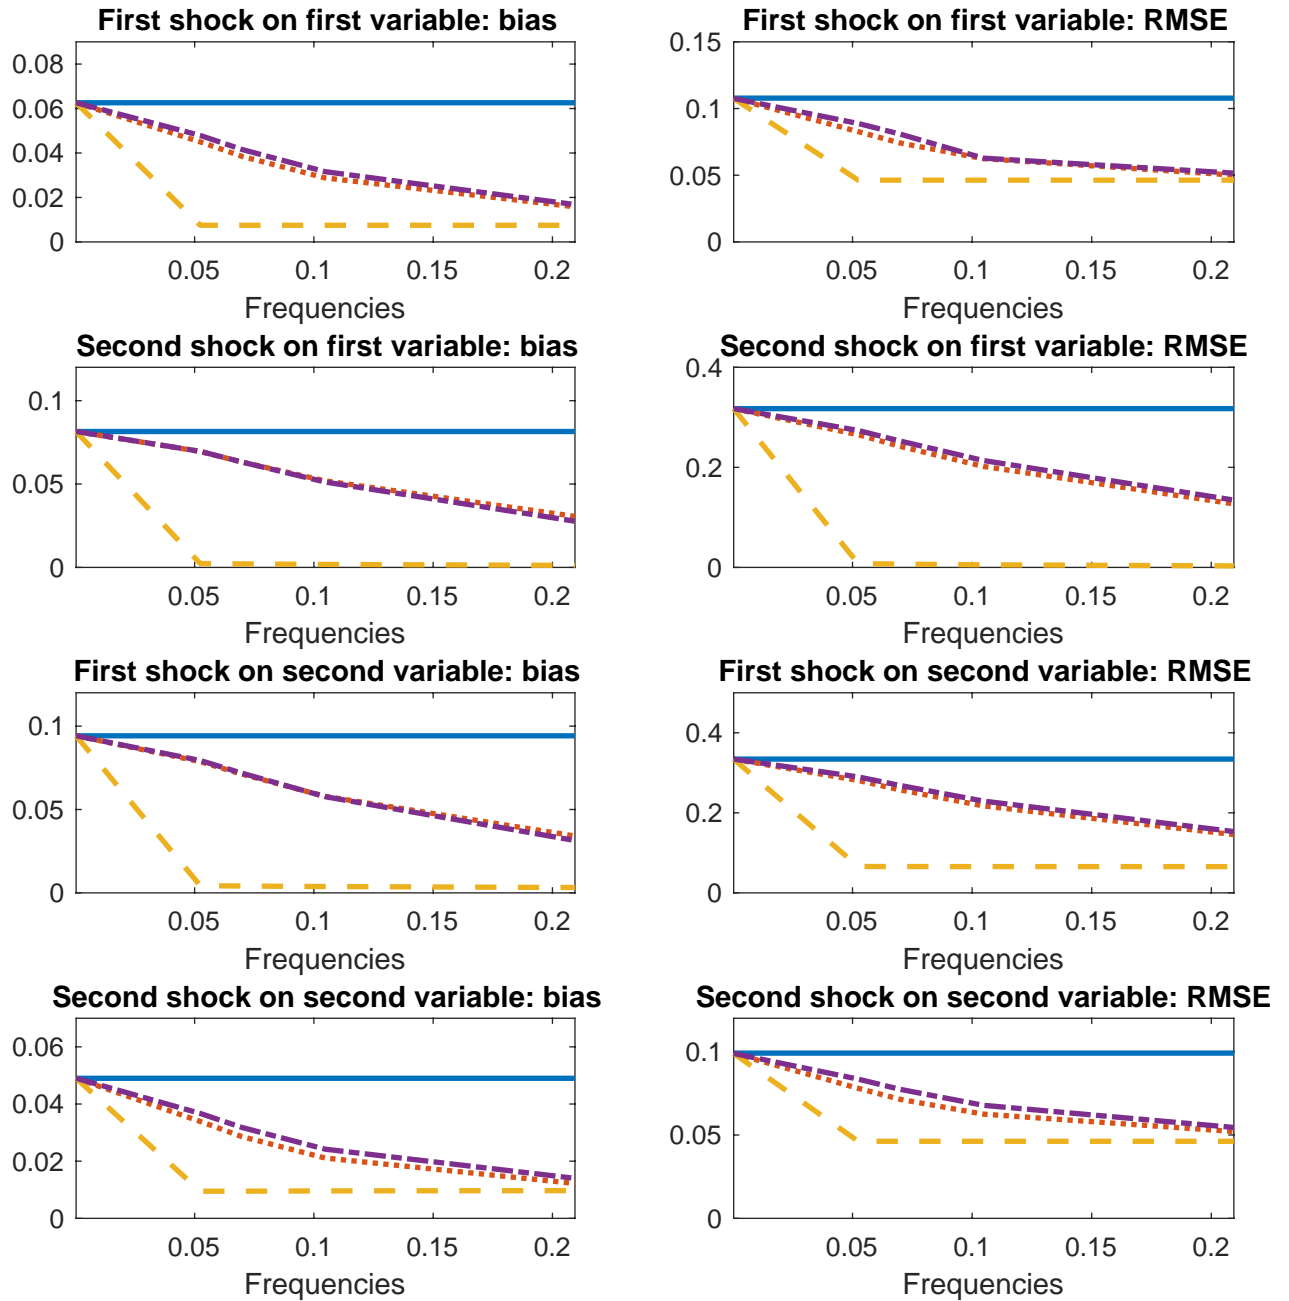 First shock on first variable: bias
0.08
0.06
0.04
0.02
0
0.05 0.1 0.15 0.2
Frequencies
First shock on first variable: RMSE
0.15
0.1
0.05
0
0.05 0.1 0.15 0.2
Frequencies
Second shock on first variable: bias
0.1
0.05
0
0.05 0.1 0.15 0.2
Frequencies
Second shock on first variable: RMSE
0.4
0.2
0
0.05 0.1 0.15 0.2
Frequencies
First shock on second variable: bias
0.1
0.05
0
0.05 0.1 0.15 0.2
Frequencies
First shock on second variable: RMSE
0.4
0.2
0
0.05 0.1 0.15 0.2
Frequencies
Second shock on second variable: bias
0.06
0.04
0.02
0
0.05 0.1 0.15 0.2
Frequencies
Second shock on second variable: RMSE
0.1
0.05
0
0.05 0.1 0.15 0.2
Frequencies